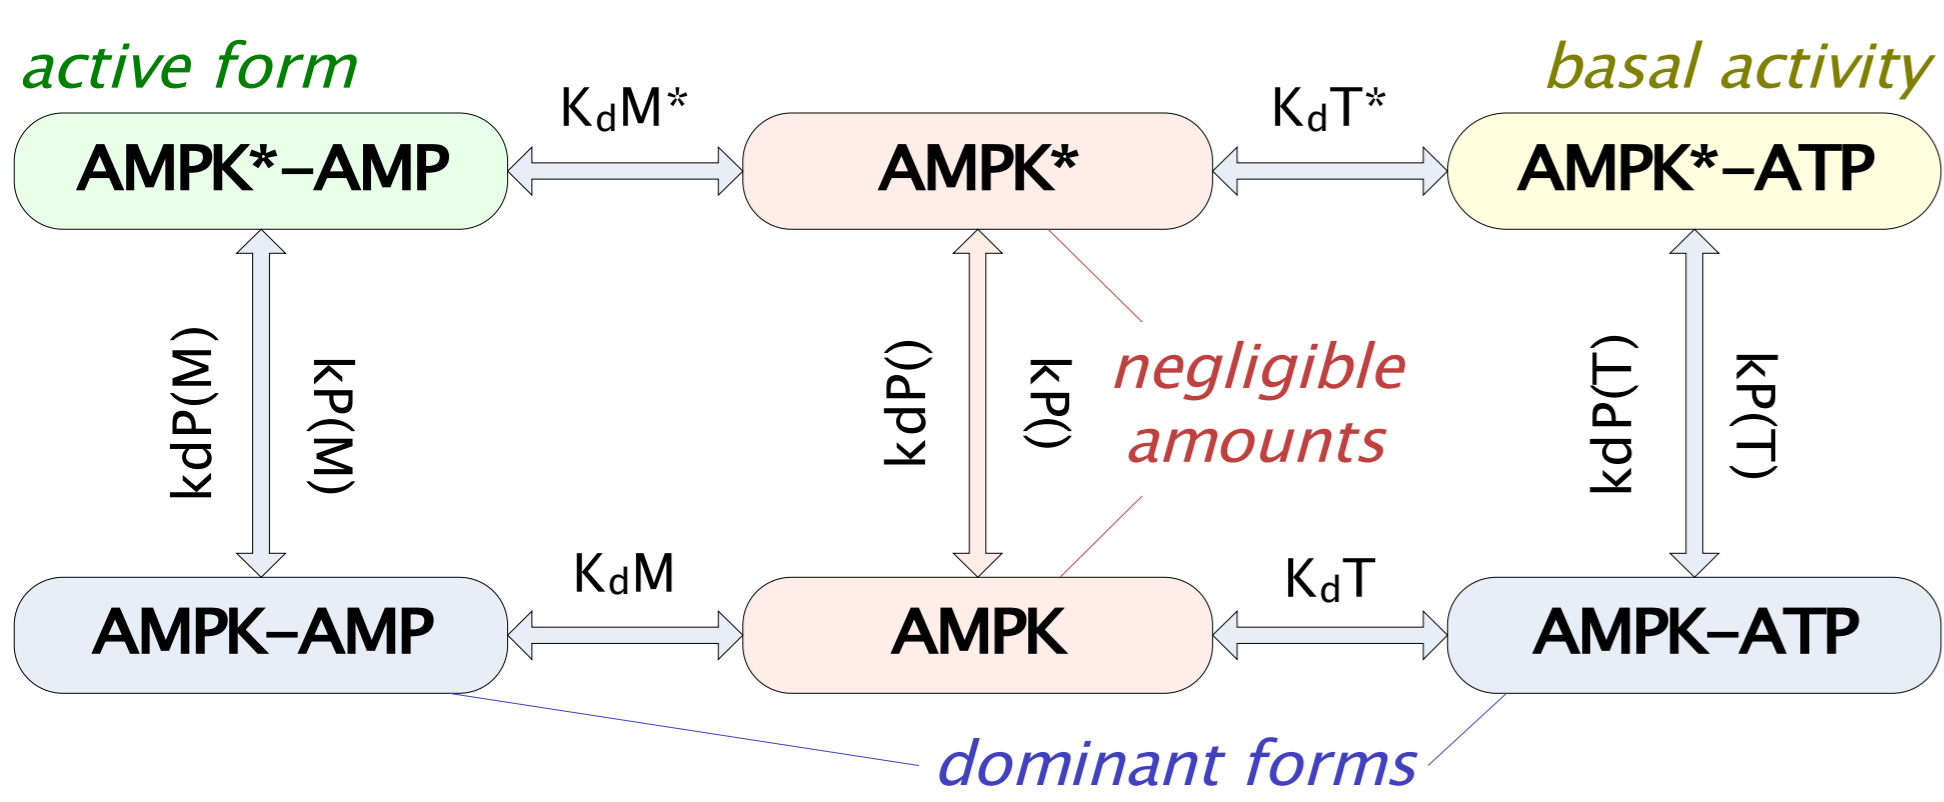 active form
basal activity
KdM*
KdT*
AMPK*–AMP
AMPK*
AMPK*–ATP
kdP(M)
kP(M)
kdP()
kP()
negligible
amounts
kdP(T)
kP(T)
KdM
KdT
AMPK–AMP
AMPK
AMPK–ATP
dominant forms